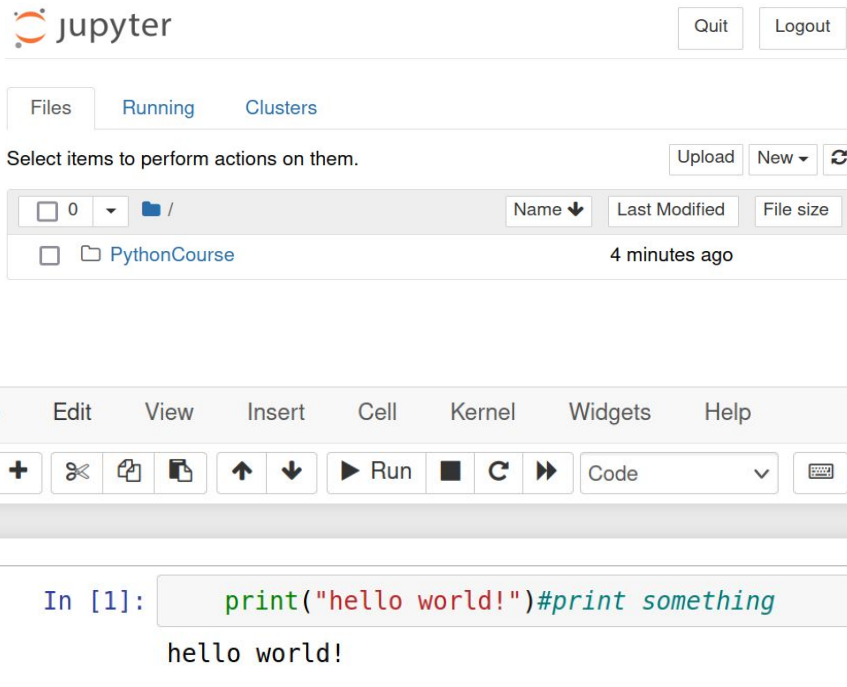 jupyter
Quit Logout
Files Running Clusters
Select items to perform actions on them.
Upload New
0 / Name Last Modified File size
PythonCourse 4 minutes ago
Edit View Insert Cell Kernel Widgets Help
Run Code
In [1]: print("hello world!")#print something
hello world!